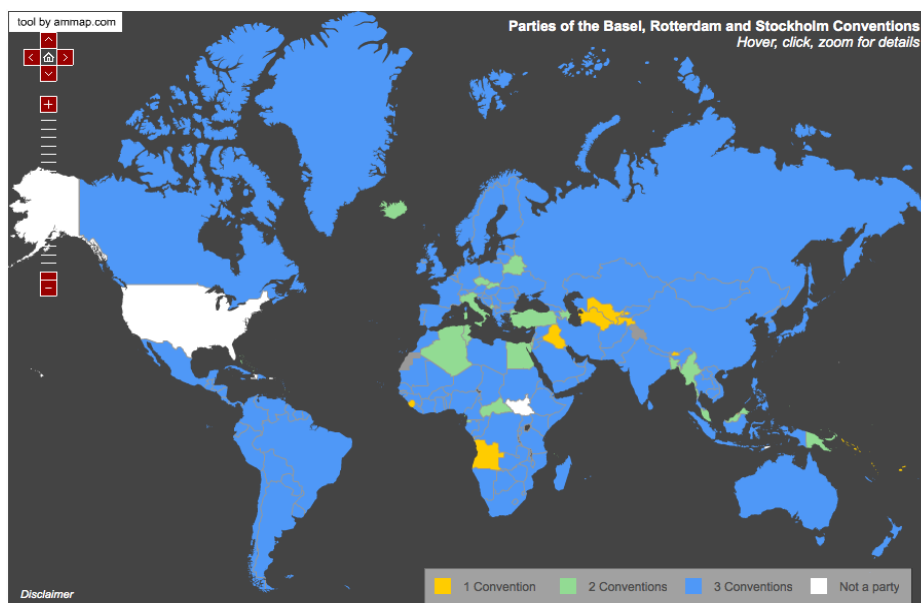 tool by ammap.com
Parties of the Basel, Rotterdam and Stockholm Conventions
Hover, click, zoom for details
1 Convention
2 Conventions
3 Conventions
Not a party
Disclaimer